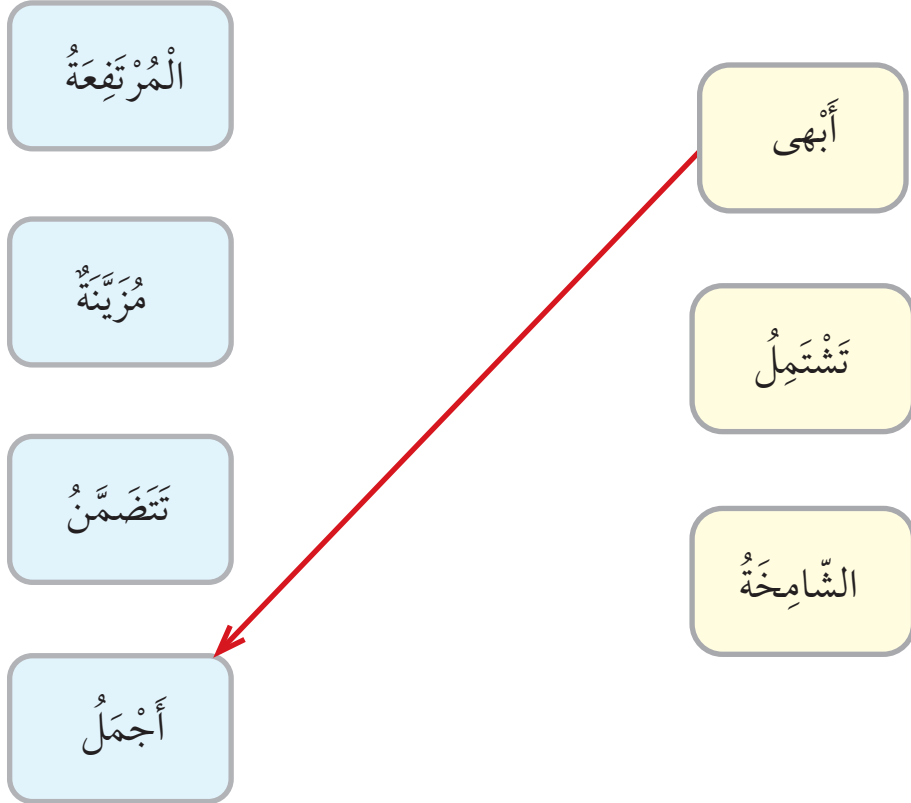 أَبْهى
تَشْتَمِلُ
الشّامِخَةُ
الْمُرْتَفِعَةُ
مُزَيَّنَةٌ
تَتَضَمَّنُ
أَجْمَلُ